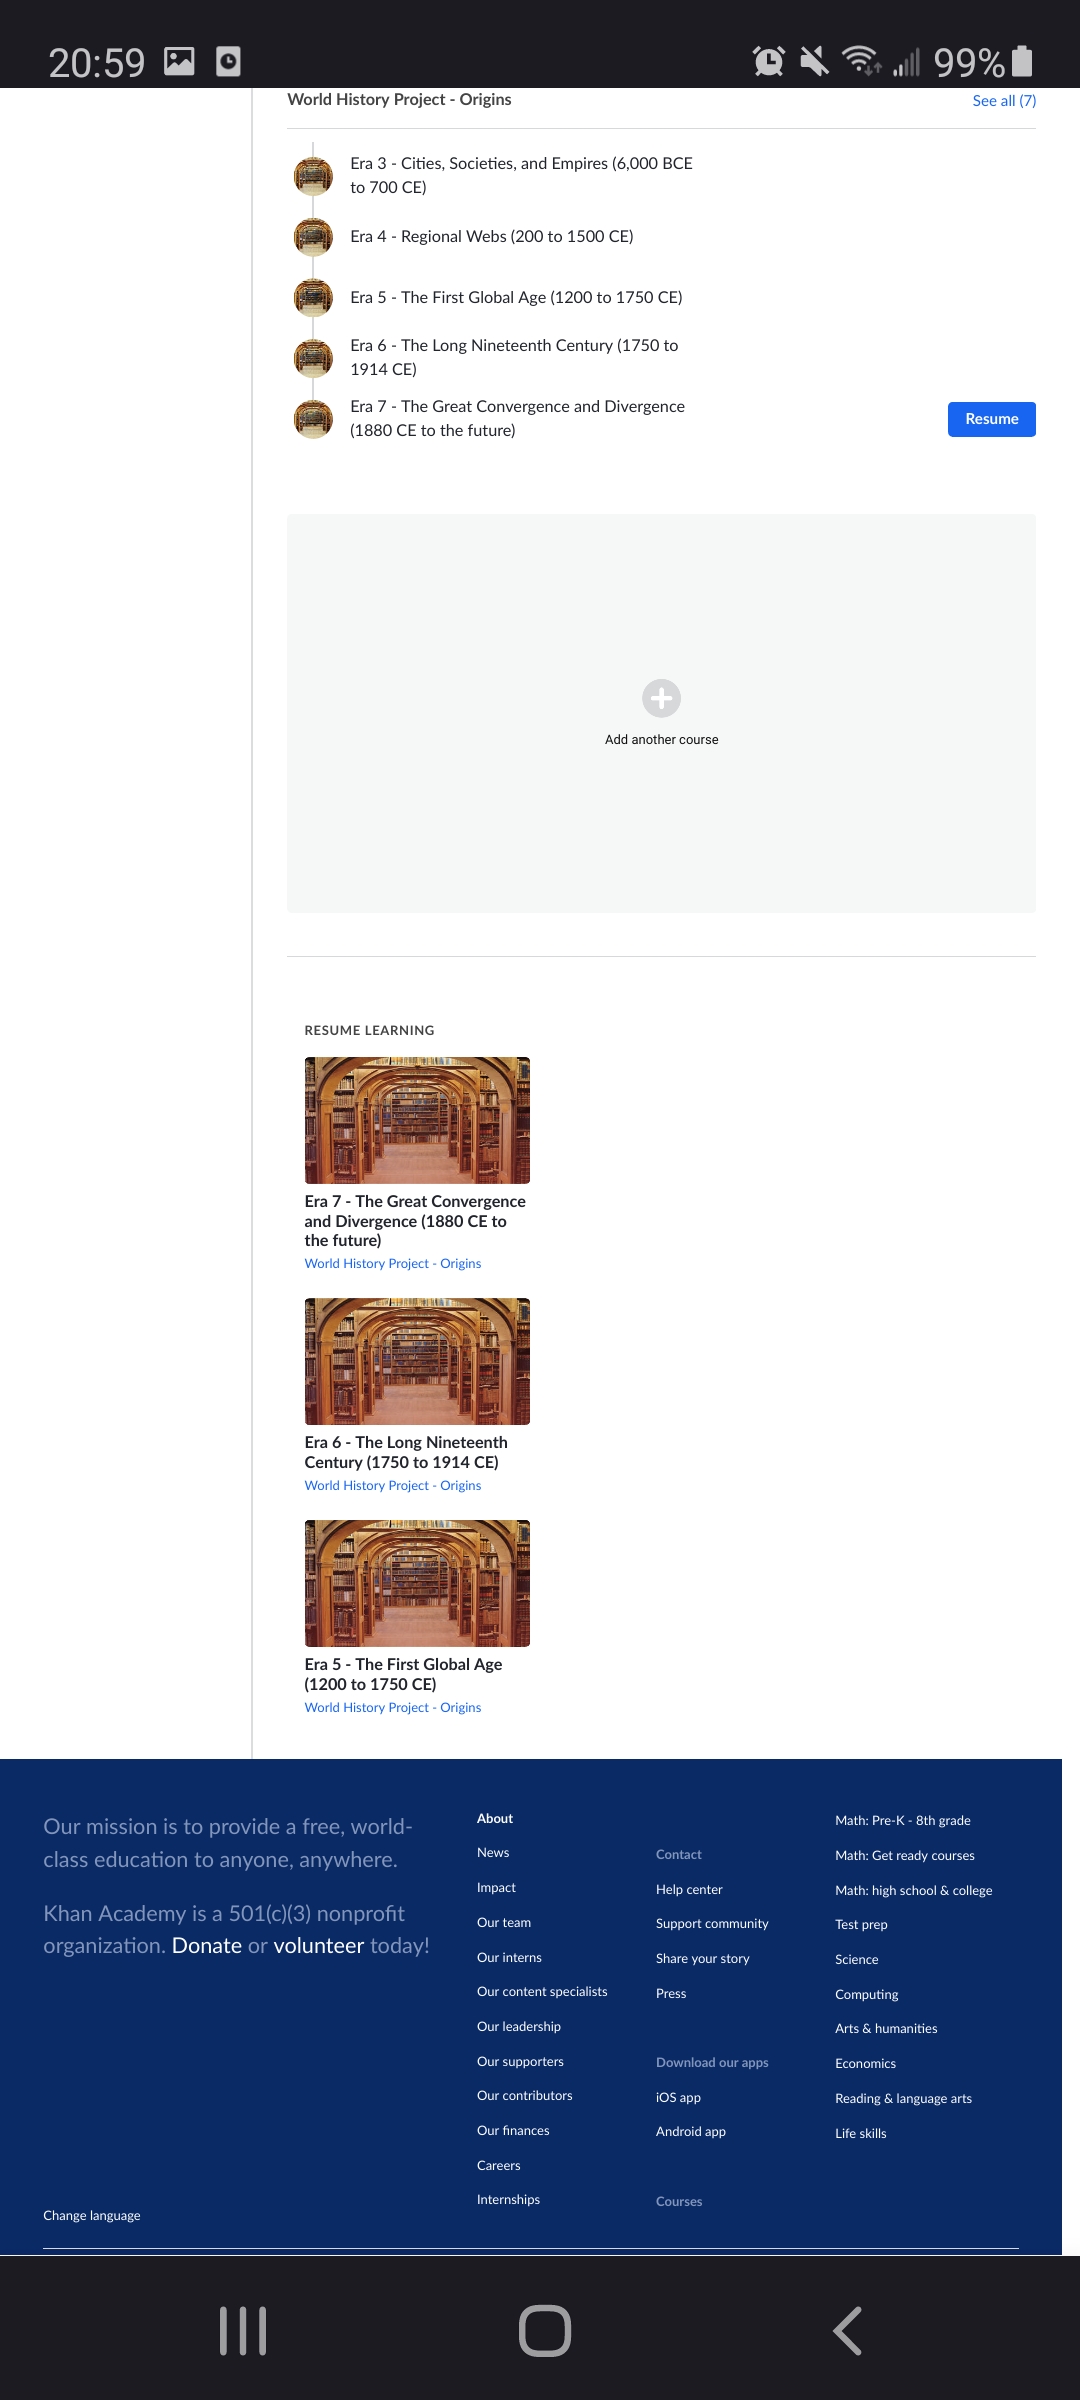 20:59
99%
World History Project - Origins
See all (7)
Era 3 - Cities, Societies, and Empires (6,000 BCE
to 700 CE)
Era 4 - Regional Webs (200 to 1500 CE)
Era 5 - The First Global Age (1200 to 1750 CE)
Era 6 - The Long Nineteenth Century (1750 to
1914 CE)
Era 7 - The Great Convergence and Divergence
(1880 CE to the future)
Resume
Add another course
RESUME LEARNING
Era 7 - The Great Convergence
and Divergence (1880 CE to
the future)
World History Project - Origins
Era 6 - The Long Nineteenth
Century (1750 to 1914 CE)
World History Project - Origins
Era 5 - The First Global Age
(1200 to 1750 CE)
World History Project - Origins
Our mission is to provide a free, world-
class education to anyone, anywhere.
Khan Academy is a 501(c)(3) nonprofit
organization. Donate or volunteer today!
Change language
About
News
Impact
Our team
Our interns
Our content specialists
Our leadership
Our supporters
Our contributors
Our finances
Careers
Internships
Contact
Help center
Support community
Share your story
Press
Download our apps
iOS app
Android app
Courses
Math: Pre-K - 8th grade
Math: Get ready courses
Math: high school & college
Test prep
Science
Computing
Arts & humanities
Economics
Reading & language arts
Life skills